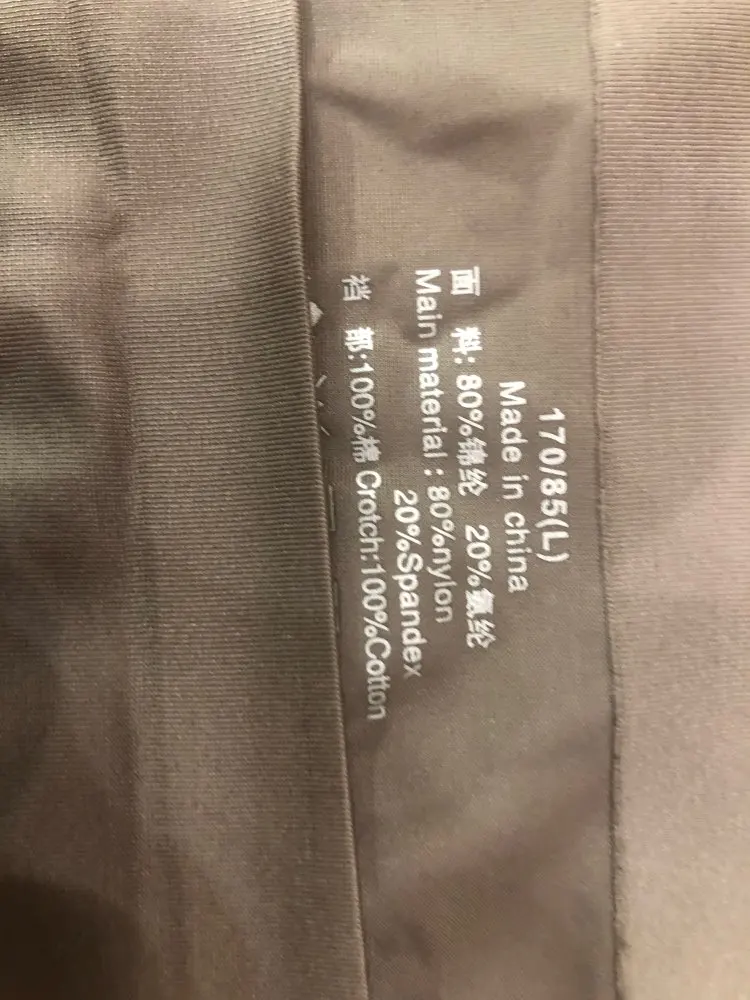 170/85(L)
Made in china
面 料: 80%锦纶 20%氨纶
Main material : 80%nylon
20%Spandex
裆 部:100%棉 Crotch:100%Cotton